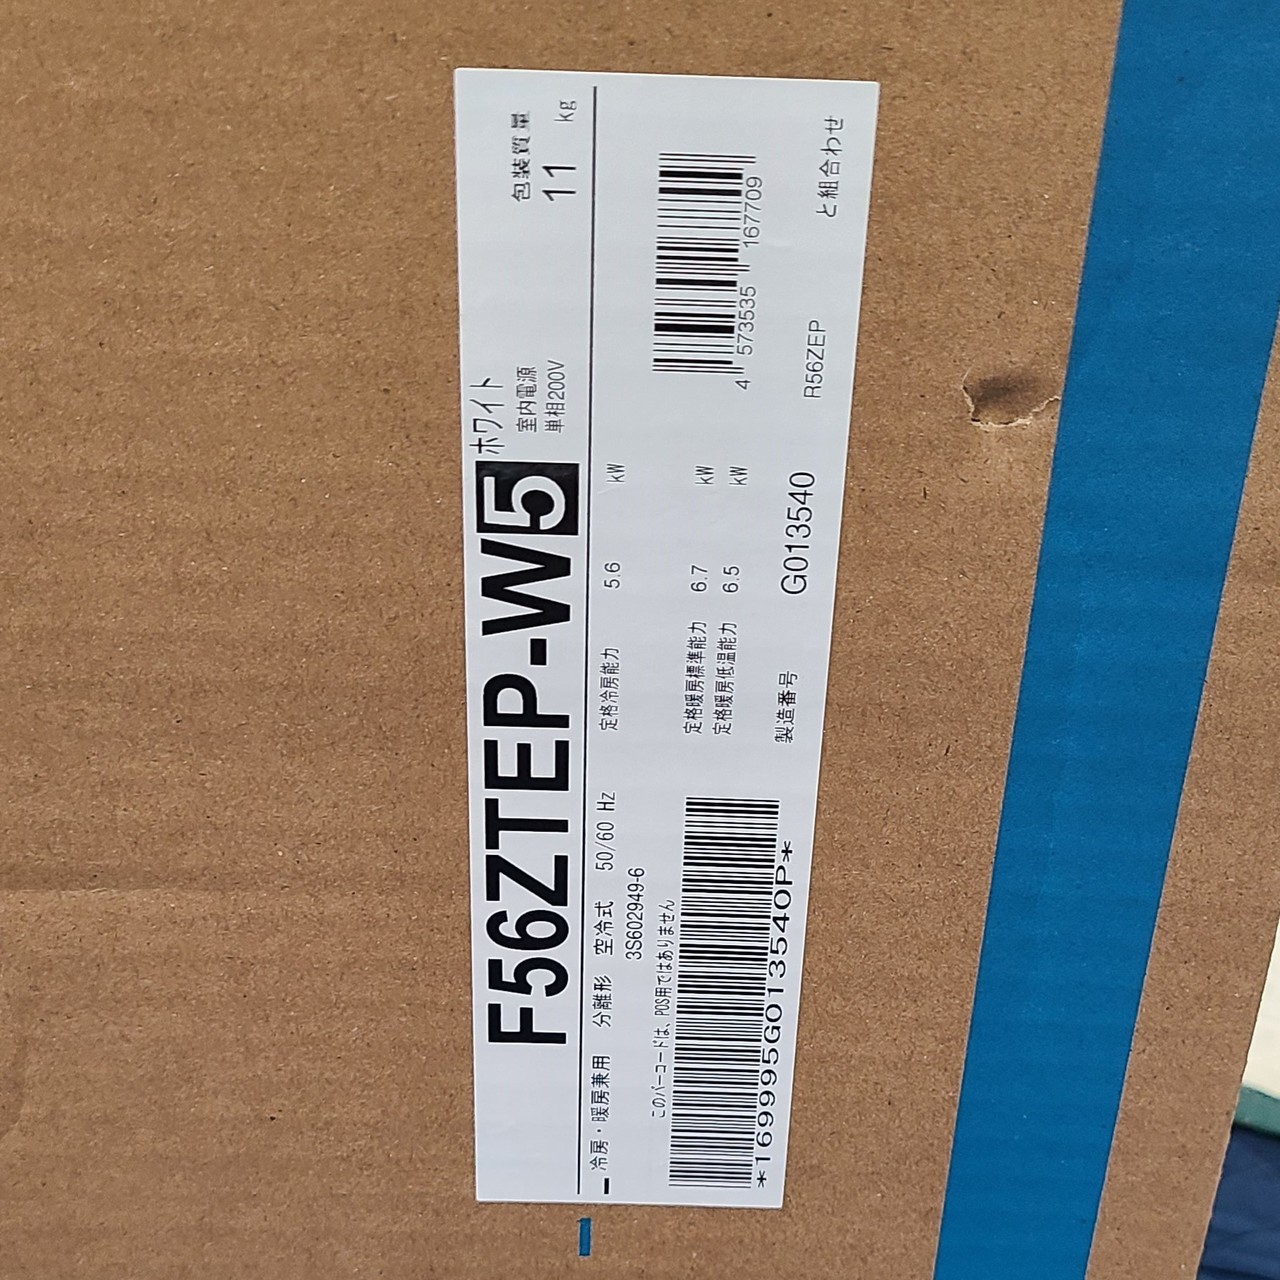 F56ZTEP-W5 ホワイト
室内電源
単相200V
包装質量
11 kg
冷房・暖房兼用 分離形 空冷式 50/60 Hz
3S602949-6
定格冷房能力 5.6 kW
定格暖房標準能力 6.7 kW
定格暖房低温能力 6.5 kW
このバーコードは、POS用ではありません
*169995G013540P*
製造番号 G013540
4 573535 167709
R56ZEP と組合わせ